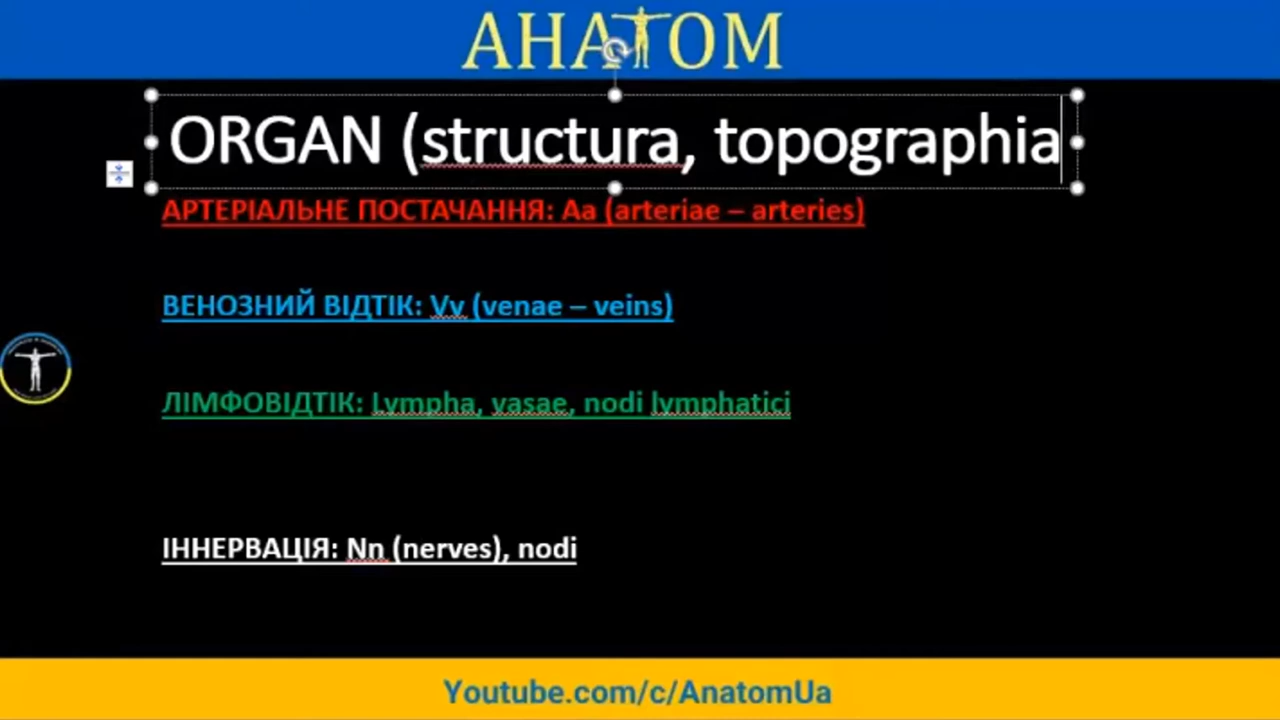 АНАТОМ
ORGAN (structura, topographia
АРТЕРІАЛЬНЕ ПОСТАЧАННЯ: Aa (arteriae – arteries)
ВЕНОЗНИЙ ВІДТІК: Vv (venae – veins)
ЛІМФОВІДТІК: Lympha, vasae, nodi lymphatici
ІННЕРВАЦІЯ: Nn (nerves), nodi
Youtube.com/c/AnatomUa